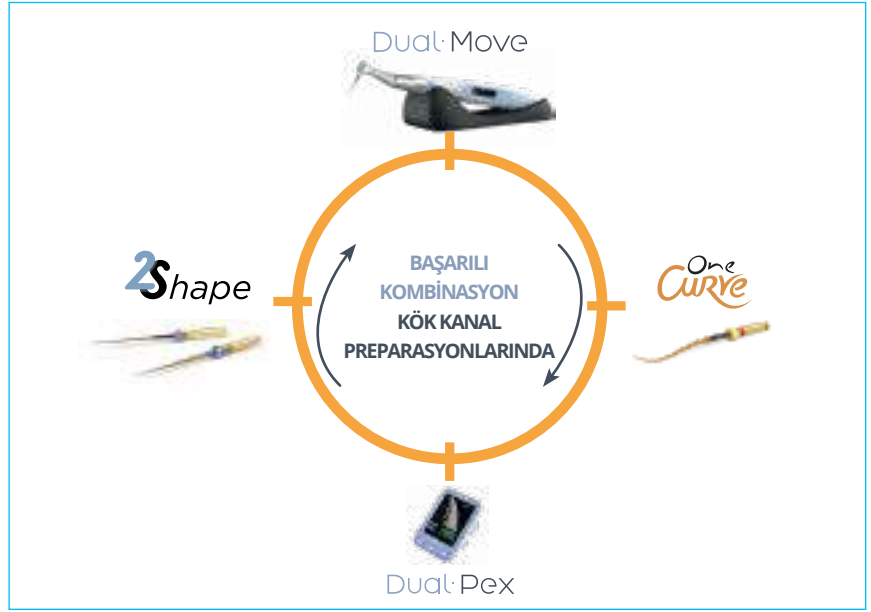 Dual·Move
2Shape
BAŞARILI
KOMBİNASYON
KÖK KANAL
PREPARASYONLARINDA
One
Curve
Dual·Pex